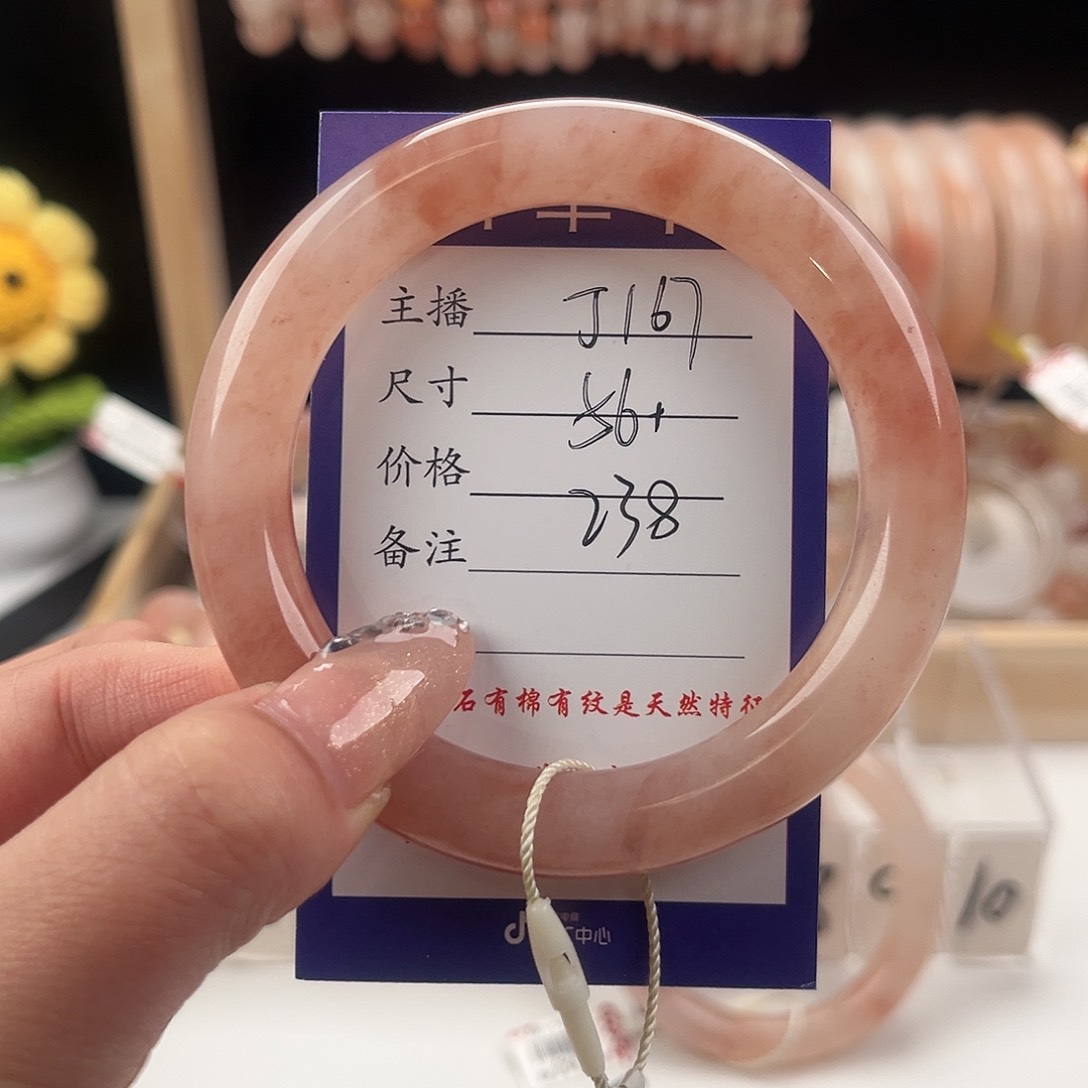 主播 J167
尺寸 56+
价格 238
备注
石有棉有纹是天然特征
中心
10